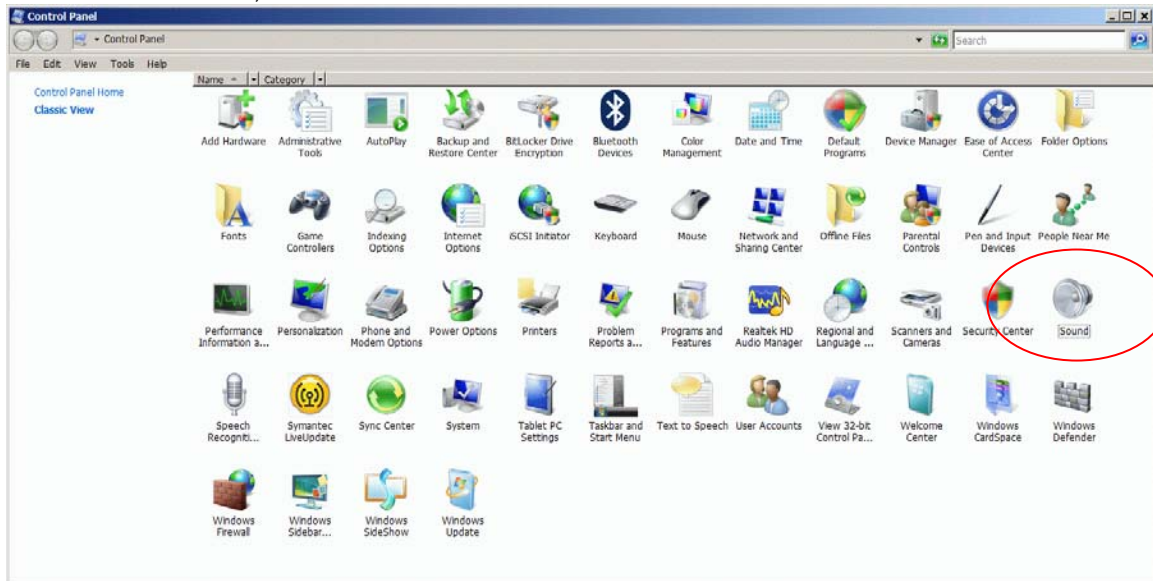 Control Panel
Control Panel
Search
File Edit View Tools Help
Name Category
Control Panel Home
Classic View
Add Hardware
Administrative
Tools
AutoPlay
Backup and
Restore Center
BitLocker Drive
Encryption
Bluetooth
Devices
Color
Management
Date and Time
Default
Programs
Device Manager
Ease of Access
Center
Folder Options
Fonts
Game
Controllers
Indexing
Options
Internet
Options
iSCSI Initiator
Keyboard
Mouse
Network and
Sharing Center
Offline Files
Parental
Controls
Pen and Input
Devices
People Near Me
Performance
Information a...
Personalization
Phone and
Modem Options
Power Options
Printers
Problem
Reports a...
Programs and
Features
Realtek HD
Audio Manager
Regional and
Language ...
Scanners and
Cameras
Security Center
Sound
Speech
Recogniti...
Symantec
LiveUpdate
Sync Center
System
Tablet PC
Settings
Taskbar and
Start Menu
Text to Speech
User Accounts
View 32-bit
Control Pa...
Welcome
Center
Windows
CardSpace
Windows
Defender
Windows
Firewall
Windows
Sidebar...
Windows
SideShow
Windows
Update